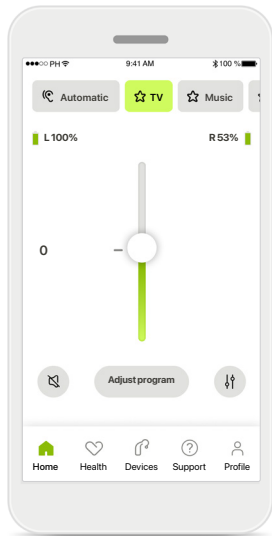 PH 9:41 AM 100 %
Automatic TV Music
L 100% R 53%
0
Adjust program
Home Health Devices Support Profile